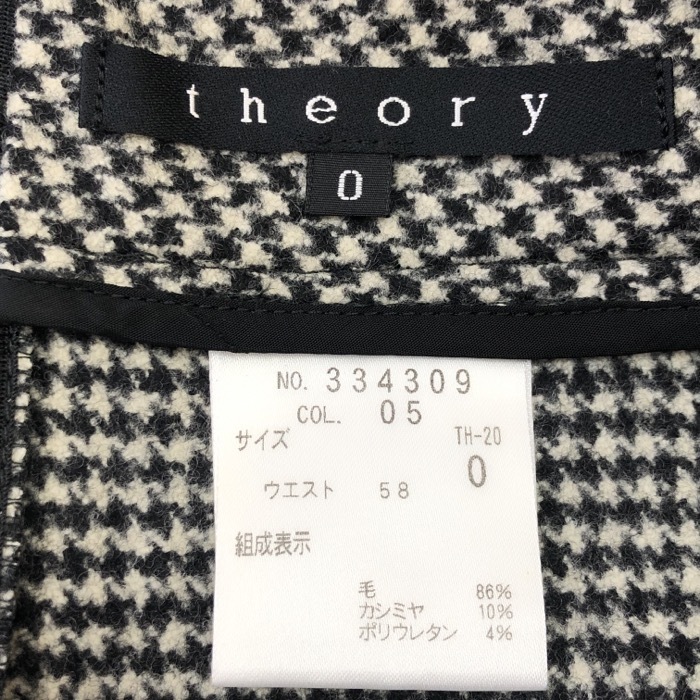 theory
0
NO. 334309
COL. 05
サイズ TH-20
0
ウエスト 58
組成表示
毛 86%
カシミヤ 10%
ポリウレタン 4%